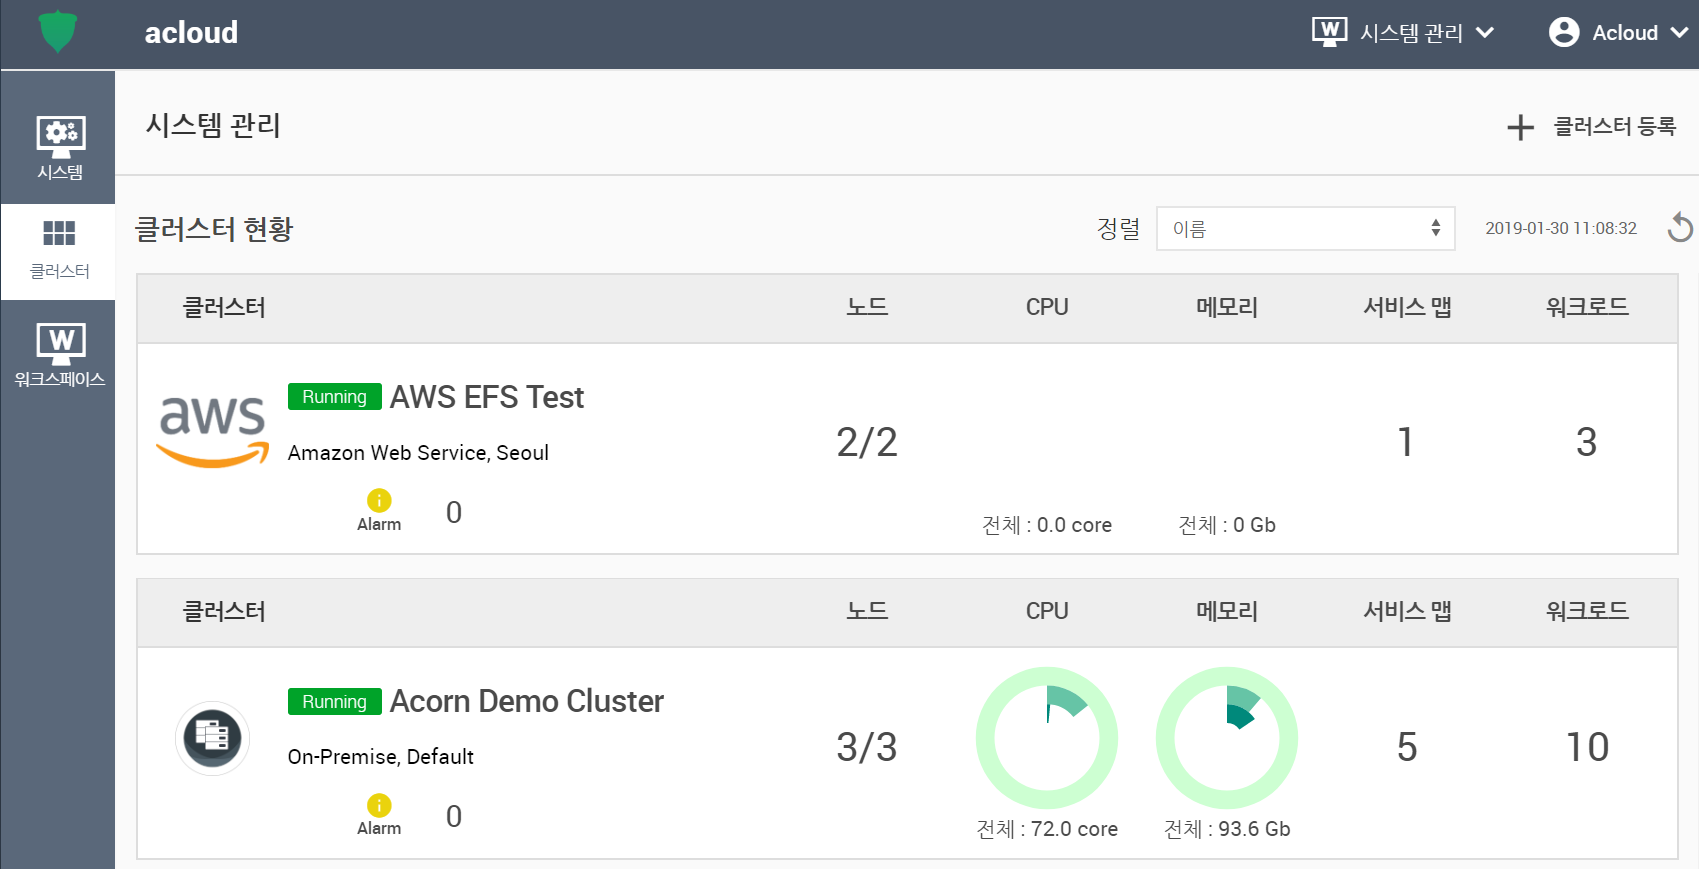 acloud
W 시스템 관리
Acloud
시스템
클러스터
W
워크스페이스
시스템 관리
클러스터 등록
클러스터 현황
정렬 이름 2019-01-30 11:08:32
클러스터 노드 CPU 메모리 서비스 맵 워크로드
aws
Running AWS EFS Test
Amazon Web Service, Seoul
2/2 1 3
i
Alarm 0
전체 : 0.0 core 전체 : 0 Gb
클러스터 노드 CPU 메모리 서비스 맵 워크로드
Running Acorn Demo Cluster
On-Premise, Default
3/3 5 10
i
Alarm 0
전체 : 72.0 core 전체 : 93.6 Gb